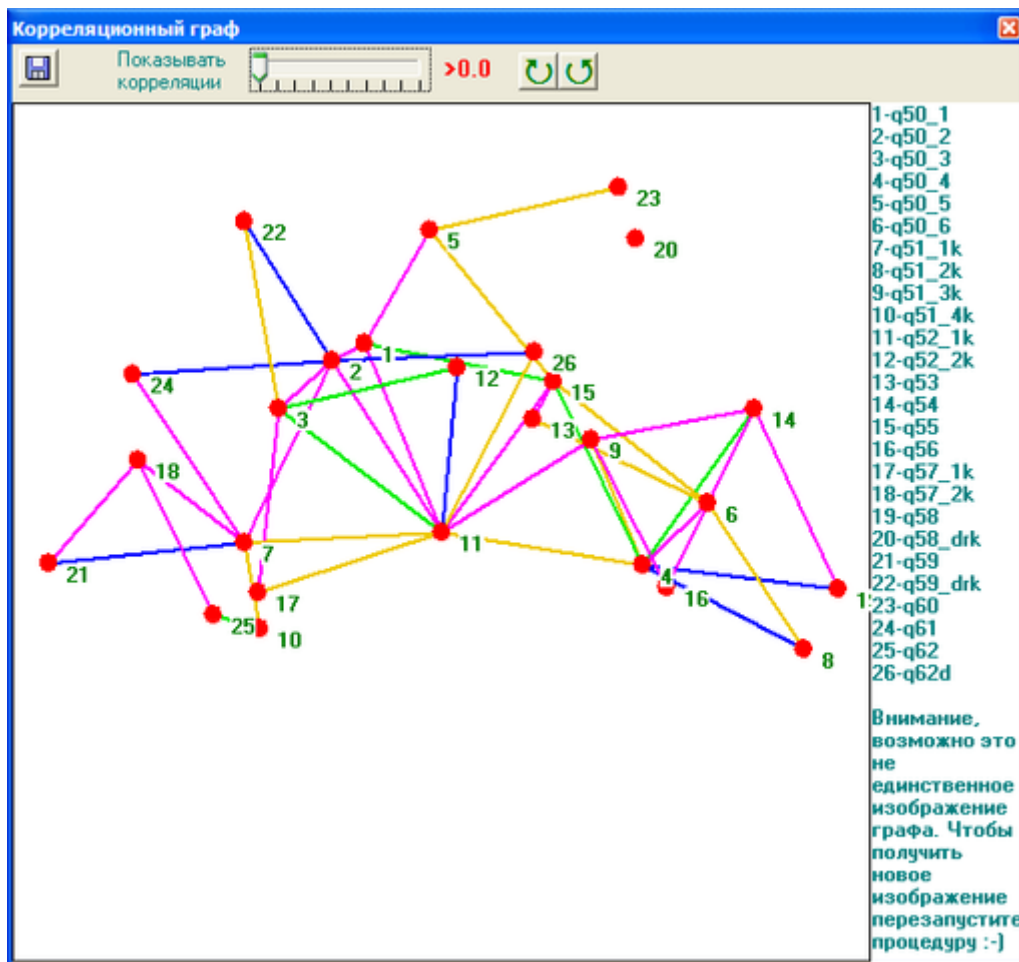 Корреляционный граф
Показывать
корреляции
>0.0
23
22
5
20
1
26
2
12
24
15
3
13
14
9
18
6
11
7
21
4
17
16
25
10
8
1-q50_1
2-q50_2
3-q50_3
4-q50_4
5-q50_5
6-q50_6
7-q51_1k
8-q51_2k
9-q51_3k
10-q51_4k
11-q52_1k
12-q52_2k
13-q53
14-q54
15-q55
16-q56
17-q57_1k
18-q57_2k
19-q58
20-q58_drk
21-q59
22-q59_drk
23-q60
24-q61
25-q62
26-q62d
Внимание,
возможно это
не
единственное
изображение
графа. Чтобы
получить
новое
изображение
перезапустите
процедуру :-)